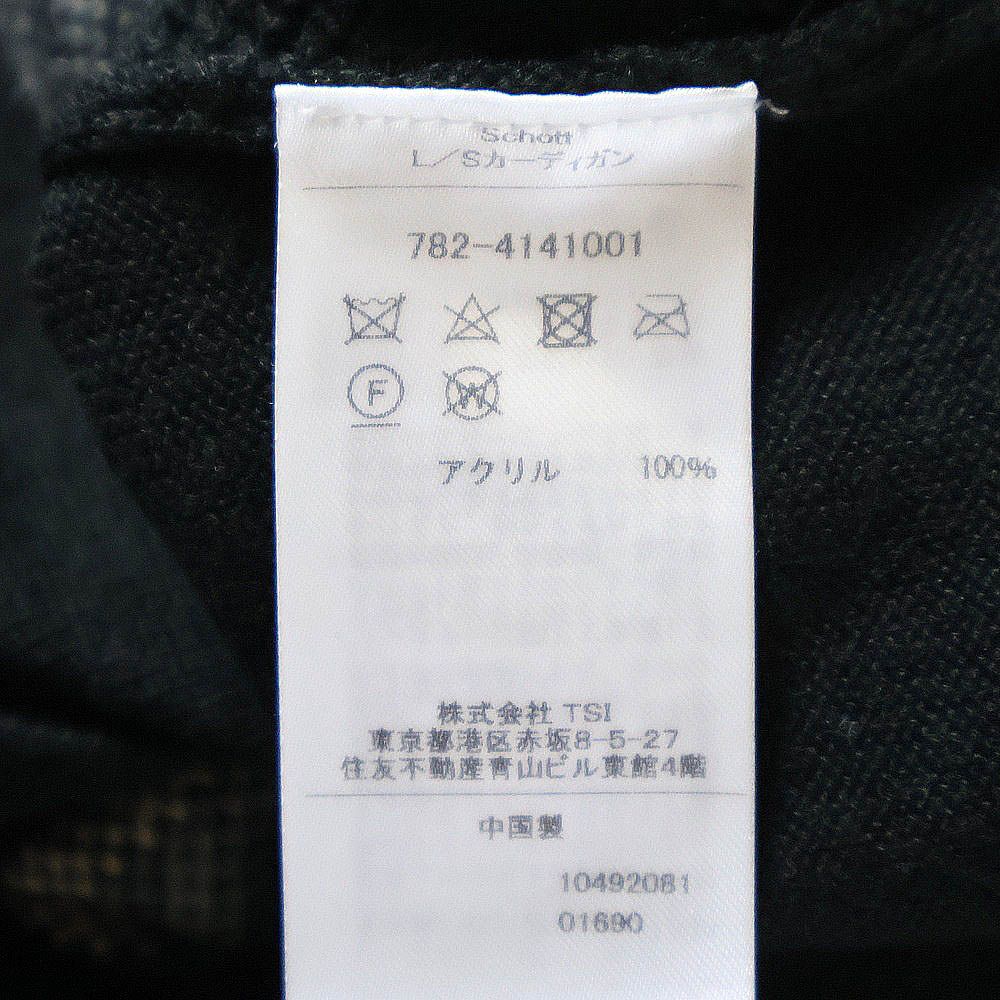 Schott
L/Sカーディガン
782-4141001
F
W
アクリル 100%
株式会社 TSI
東京都港区赤坂8-5-27
住友不動産青山ビル東館4階
中国製
10492081
01690